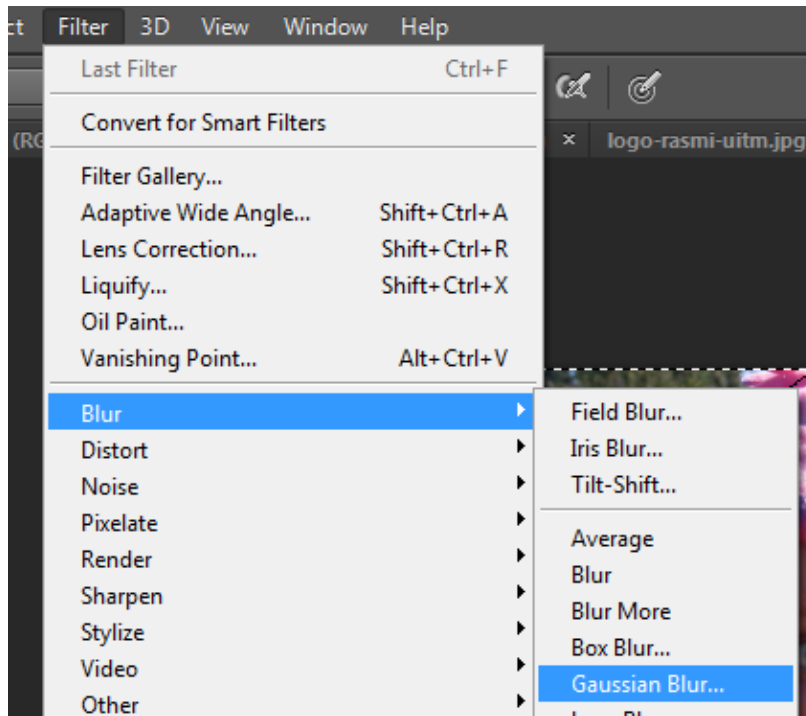 ct Filter 3D View Window Help
Last Filter Ctrl+F
Convert for Smart Filters
(RG × logo-rasmi-uitm.jpg
Filter Gallery...
Adaptive Wide Angle... Shift+Ctrl+A
Lens Correction... Shift+Ctrl+R
Liquify... Shift+Ctrl+X
Oil Paint...
Vanishing Point... Alt+Ctrl+V
Blur
Distort
Noise
Pixelate
Render
Sharpen
Stylize
Video
Other
Field Blur...
Iris Blur...
Tilt-Shift...
Average
Blur
Blur More
Box Blur...
Gaussian Blur...